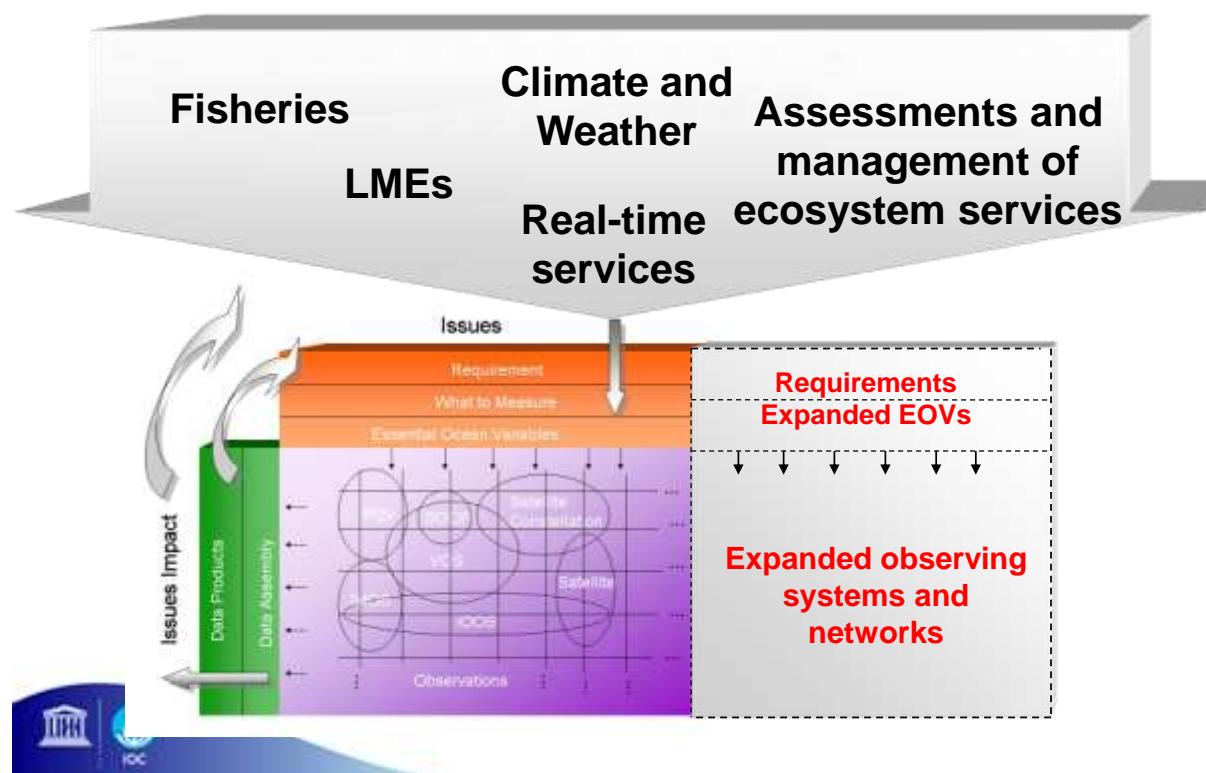 Fisheries
LMEs
Climate and
Weather
Real-time
services
Assessments and
management of
ecosystem services
Issues
Requirement
What to Measure
Essential Ocean Variables
Requirements
Expanded EOVs
Issues Impact
Data Products
Data Assembly
Satellite
Constellation
VOS
Satellite
IOOS
Observations
Expanded observing
systems and
networks
IOC